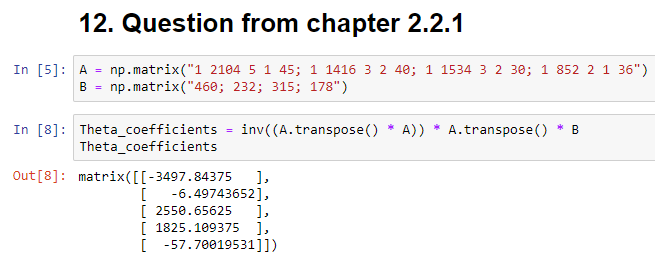 12. Question from chapter 2.2.1
In [5]: A = np.matrix("1 2104 5 1 45; 1 1416 3 2 40; 1 1534 3 2 30; 1 852 2 1 36")
B = np.matrix("460; 232; 315; 178")
In [8]: Theta_coefficients = inv((A.transpose() * A)) * A.transpose() * B
Theta_coefficients
Out[8]: matrix([[-3497.84375   ],
[   -6.49743652],
[ 2550.65625   ],
[ 1825.109375  ],
[  -57.70019531]])